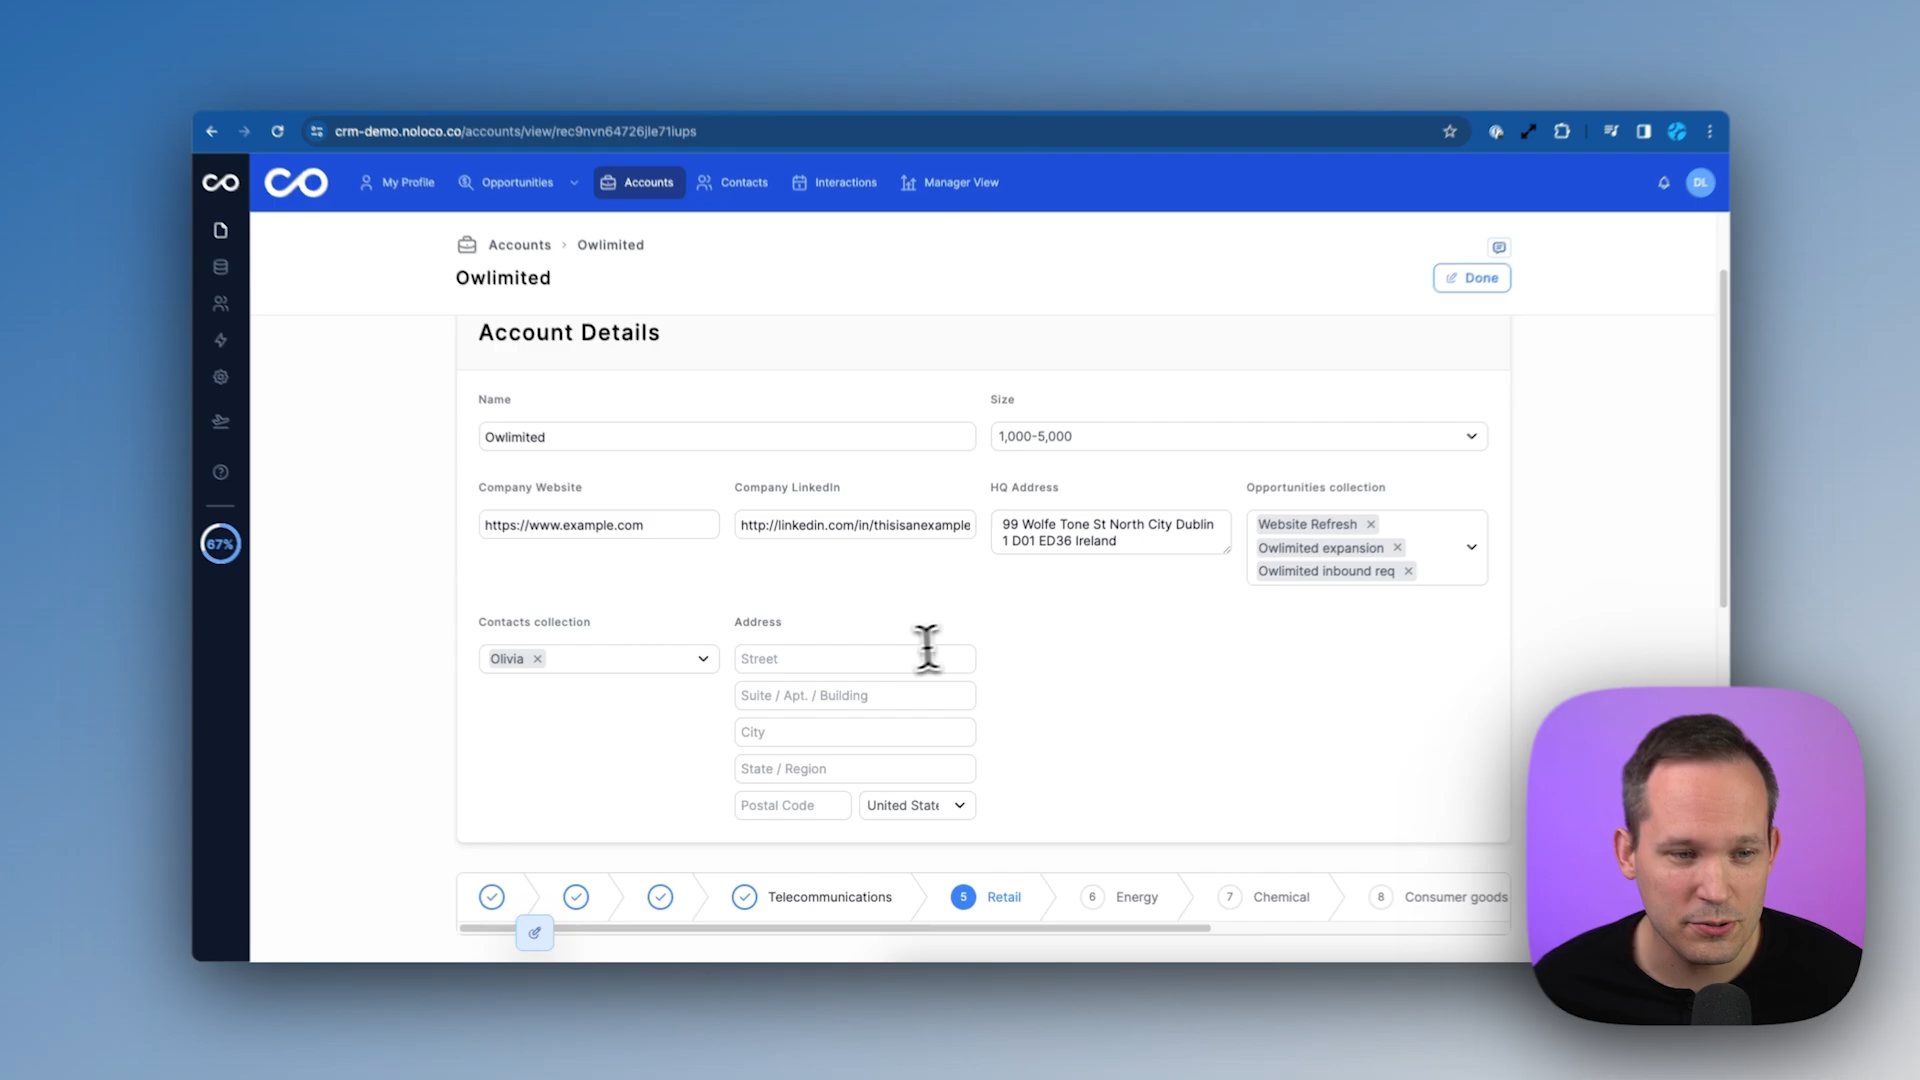 crm-demo.noloco.co/accounts/view/rec9nvn64726jle71iups
My Profile
Opportunities
Accounts
Contacts
Interactions
Manager View
DL
Accounts › Owlimited
Owlimited
Done
67%
Account Details
Name
Size
Owlimited
1,000-5,000
Company Website
Company LinkedIn
HQ Address
Opportunities collection
https://www.example.com
http://linkedin.com/in/thisisanexample
99 Wolfe Tone St North City Dublin
1 D01 ED36 Ireland
Website Refresh ×
Owlimited expansion ×
Owlimited inbound req ×
Contacts collection
Address
Olivia ×
Street
Suite / Apt. / Building
City
State / Region
Postal Code
United State
Telecommunications
5 Retail
6 Energy
7 Chemical
8 Consumer goods